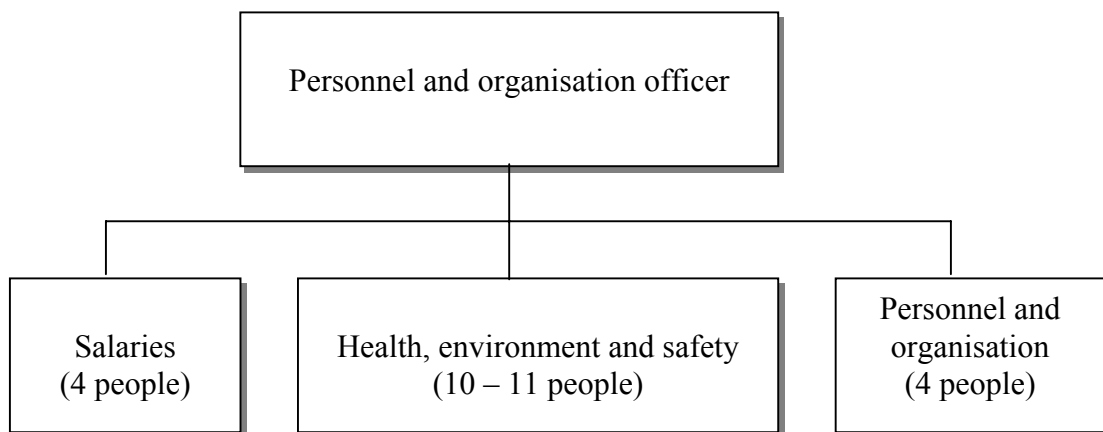 Personnel and organisation officer
Salaries
(4 people)
Health, environment and safety
(10 – 11 people)
Personnel and
organisation
(4 people)